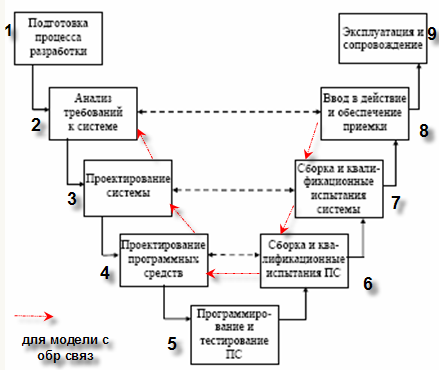 1
Подготовка
процесса
разработки
9
Эксплуатация и
сопровождение
2
Анализ
требований
к системе
8
Ввод в действие
и обеспечение
приемки
3
Проектирование
системы
7
Сборка и квали-
фикационные
испытания
системы
4
Проектирование
программных
средств
6
Сборка и ква-
лификационные
испытания ПС
5
Программиро-
вание и
тестирование
ПС
для модели с
обр связ